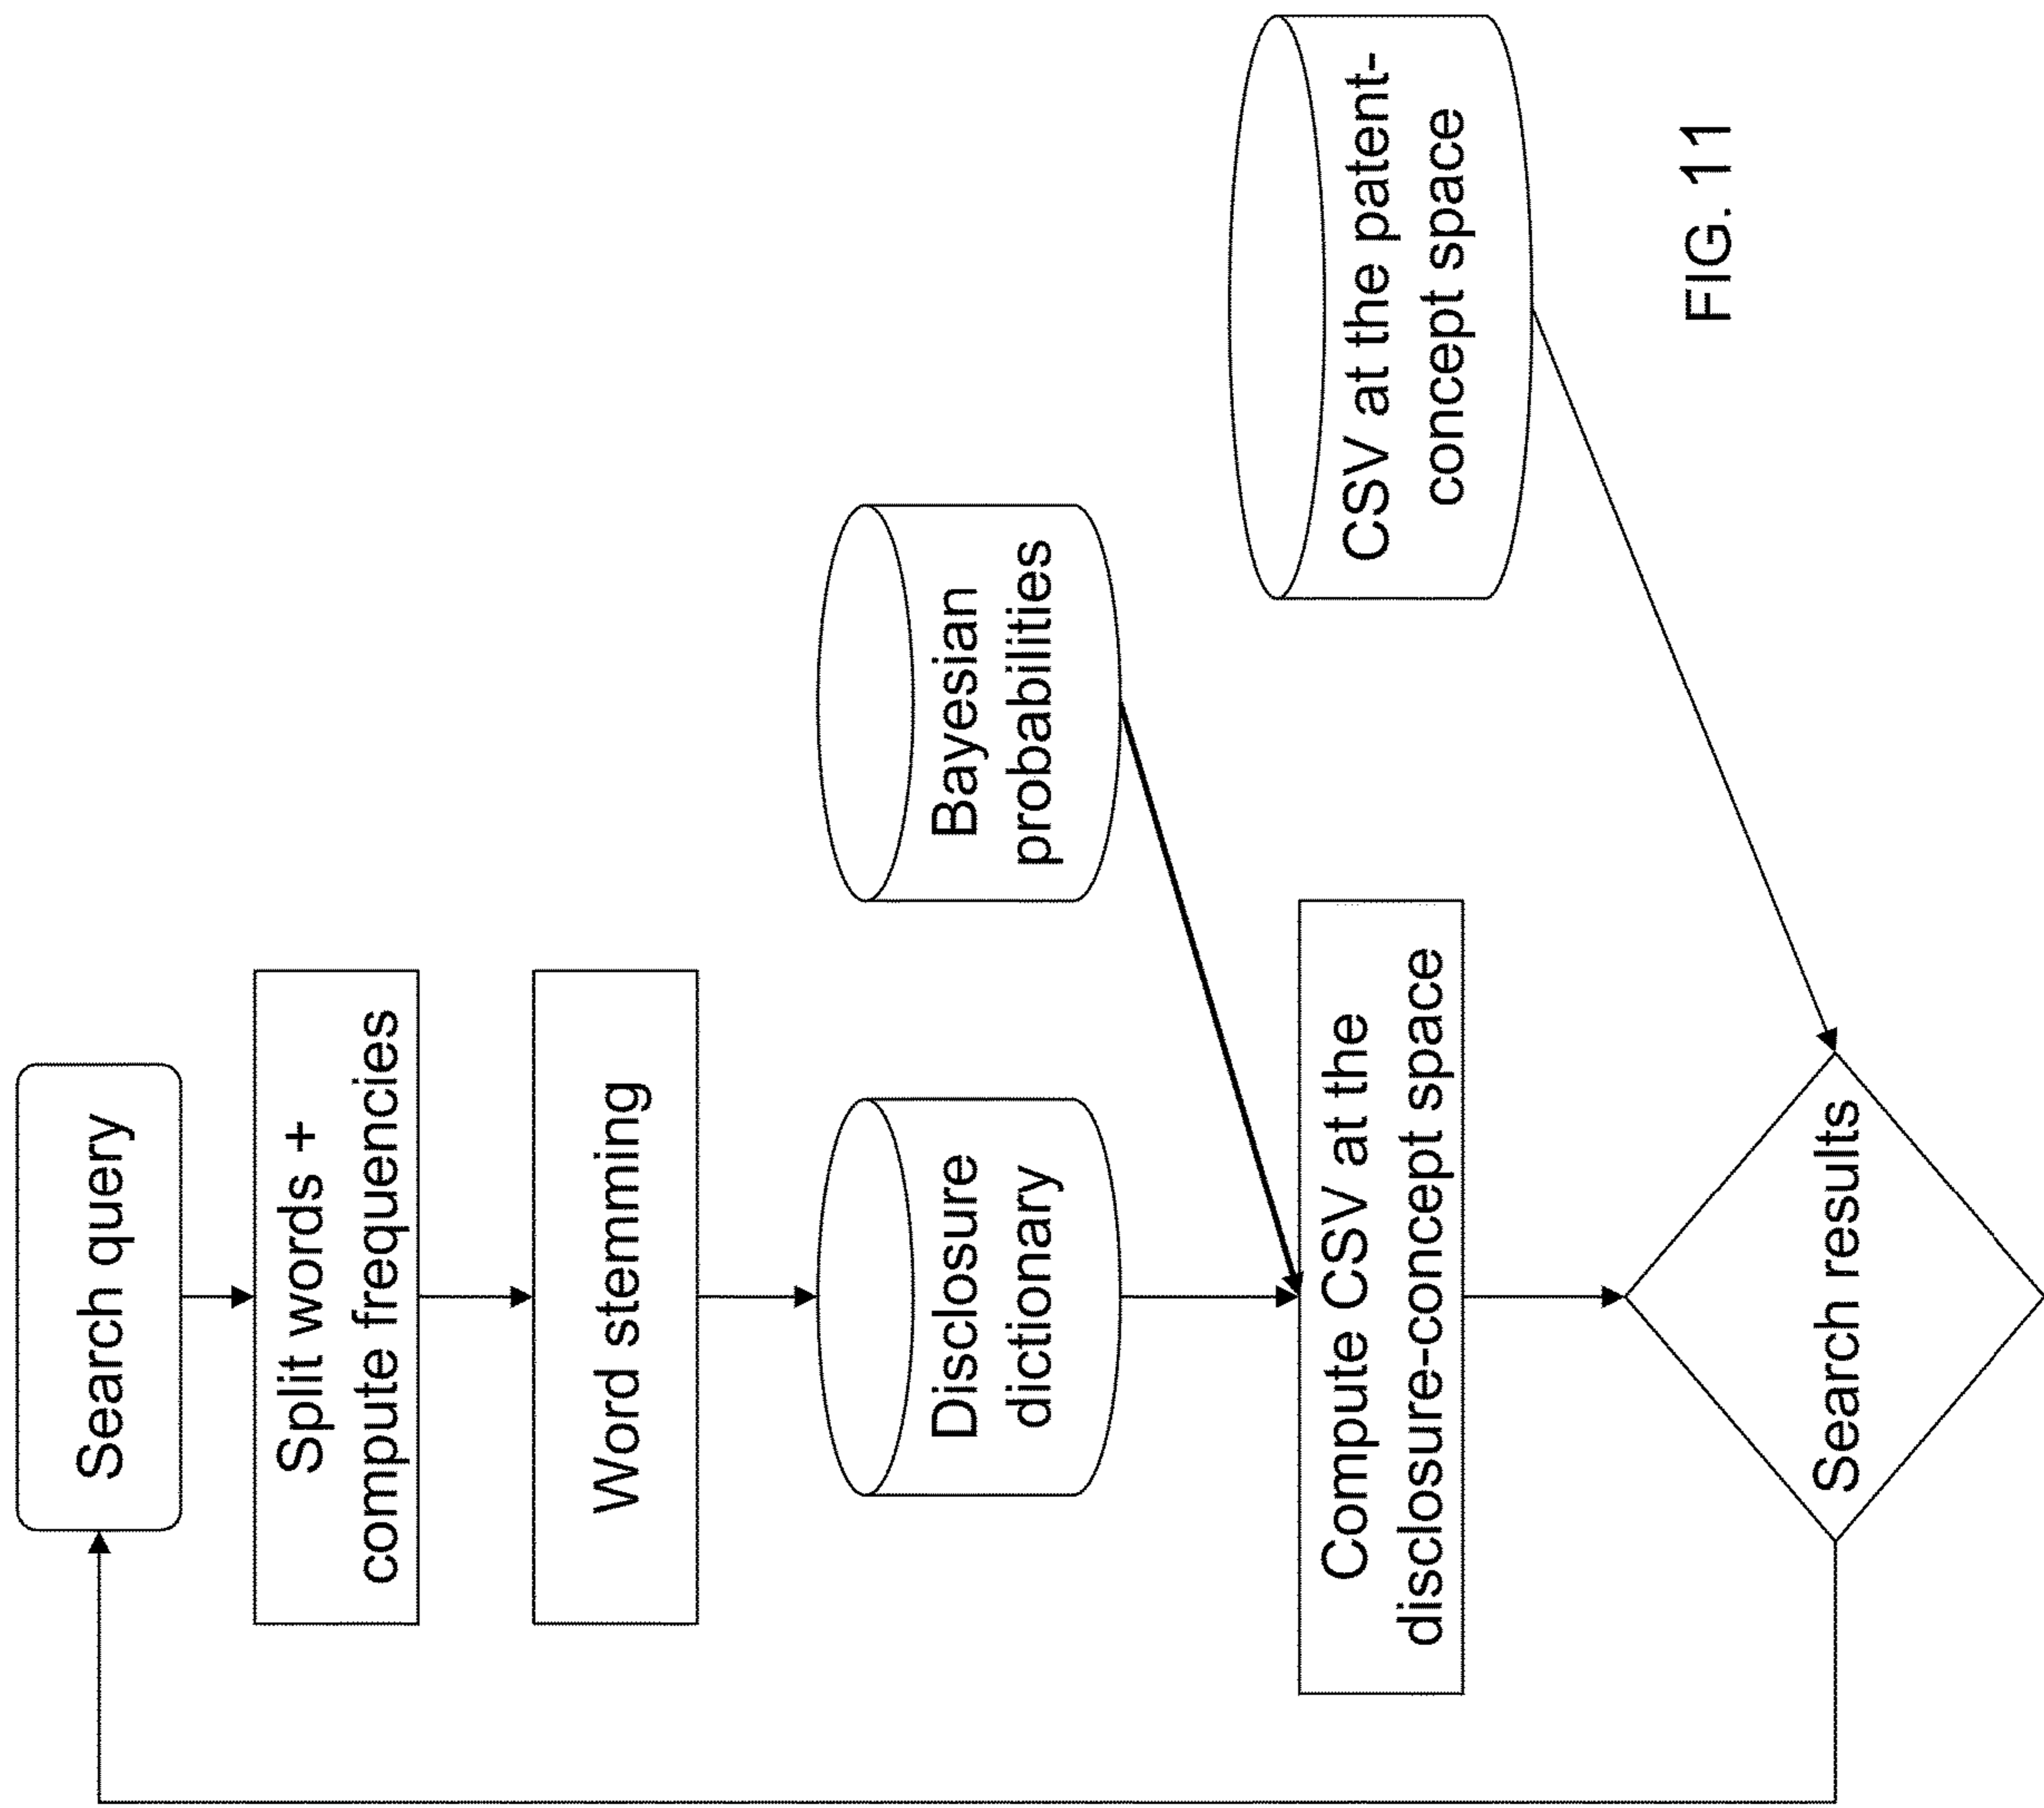 Search query
Split words +
compute frequencies
Word stemming
Disclosure
dictionary
Bayesian
probabilities
Compute CSV at the
disclosure-concept space
CSV at the patent-
concept space
Search results
FIG. 11